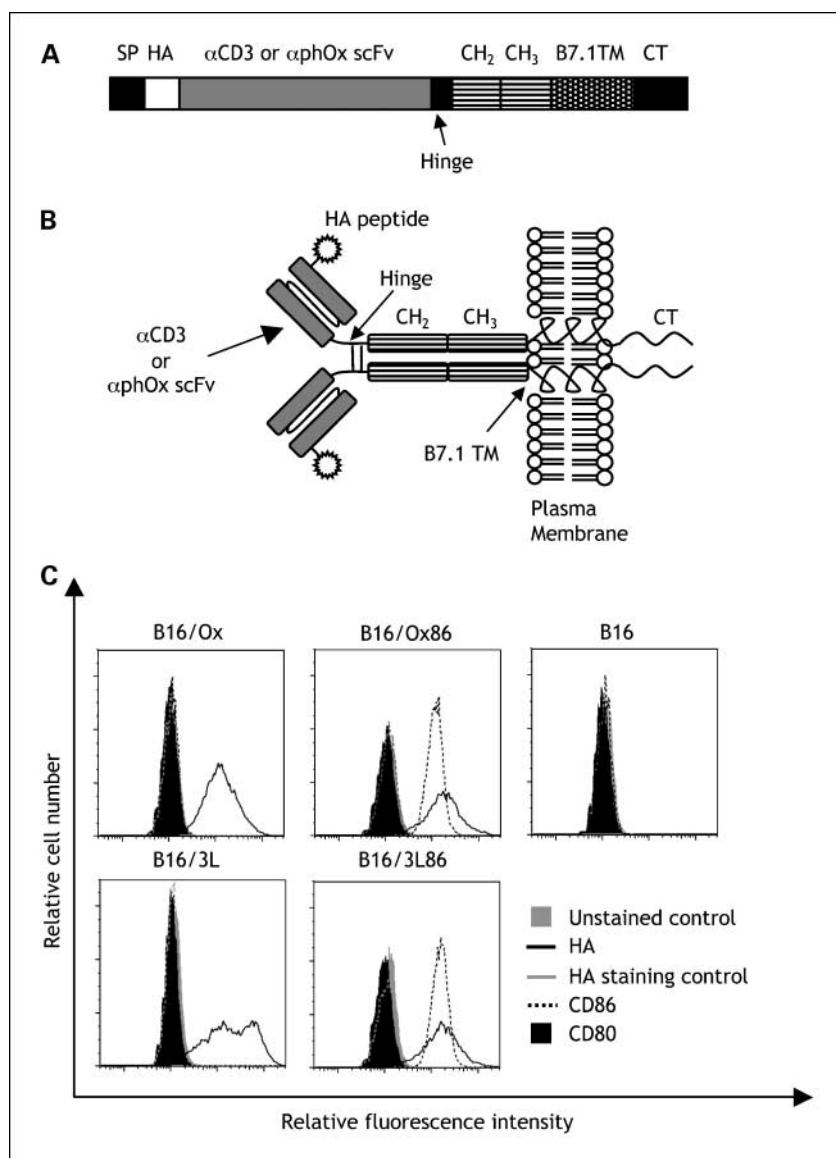 A
SP HA αCD3 or αphOx scFv CH2 CH3 B7.1TM CT
Hinge
B
HA peptide
Hinge
CH2 CH3 CT
αCD3
or
αphOx scFv
B7.1 TM
Plasma
Membrane
C
B16/Ox B16/Ox86 B16
B16/3L B16/3L86
Relative cell number
Unstained control
HA
HA staining control
CD86
CD80
Relative fluorescence intensity